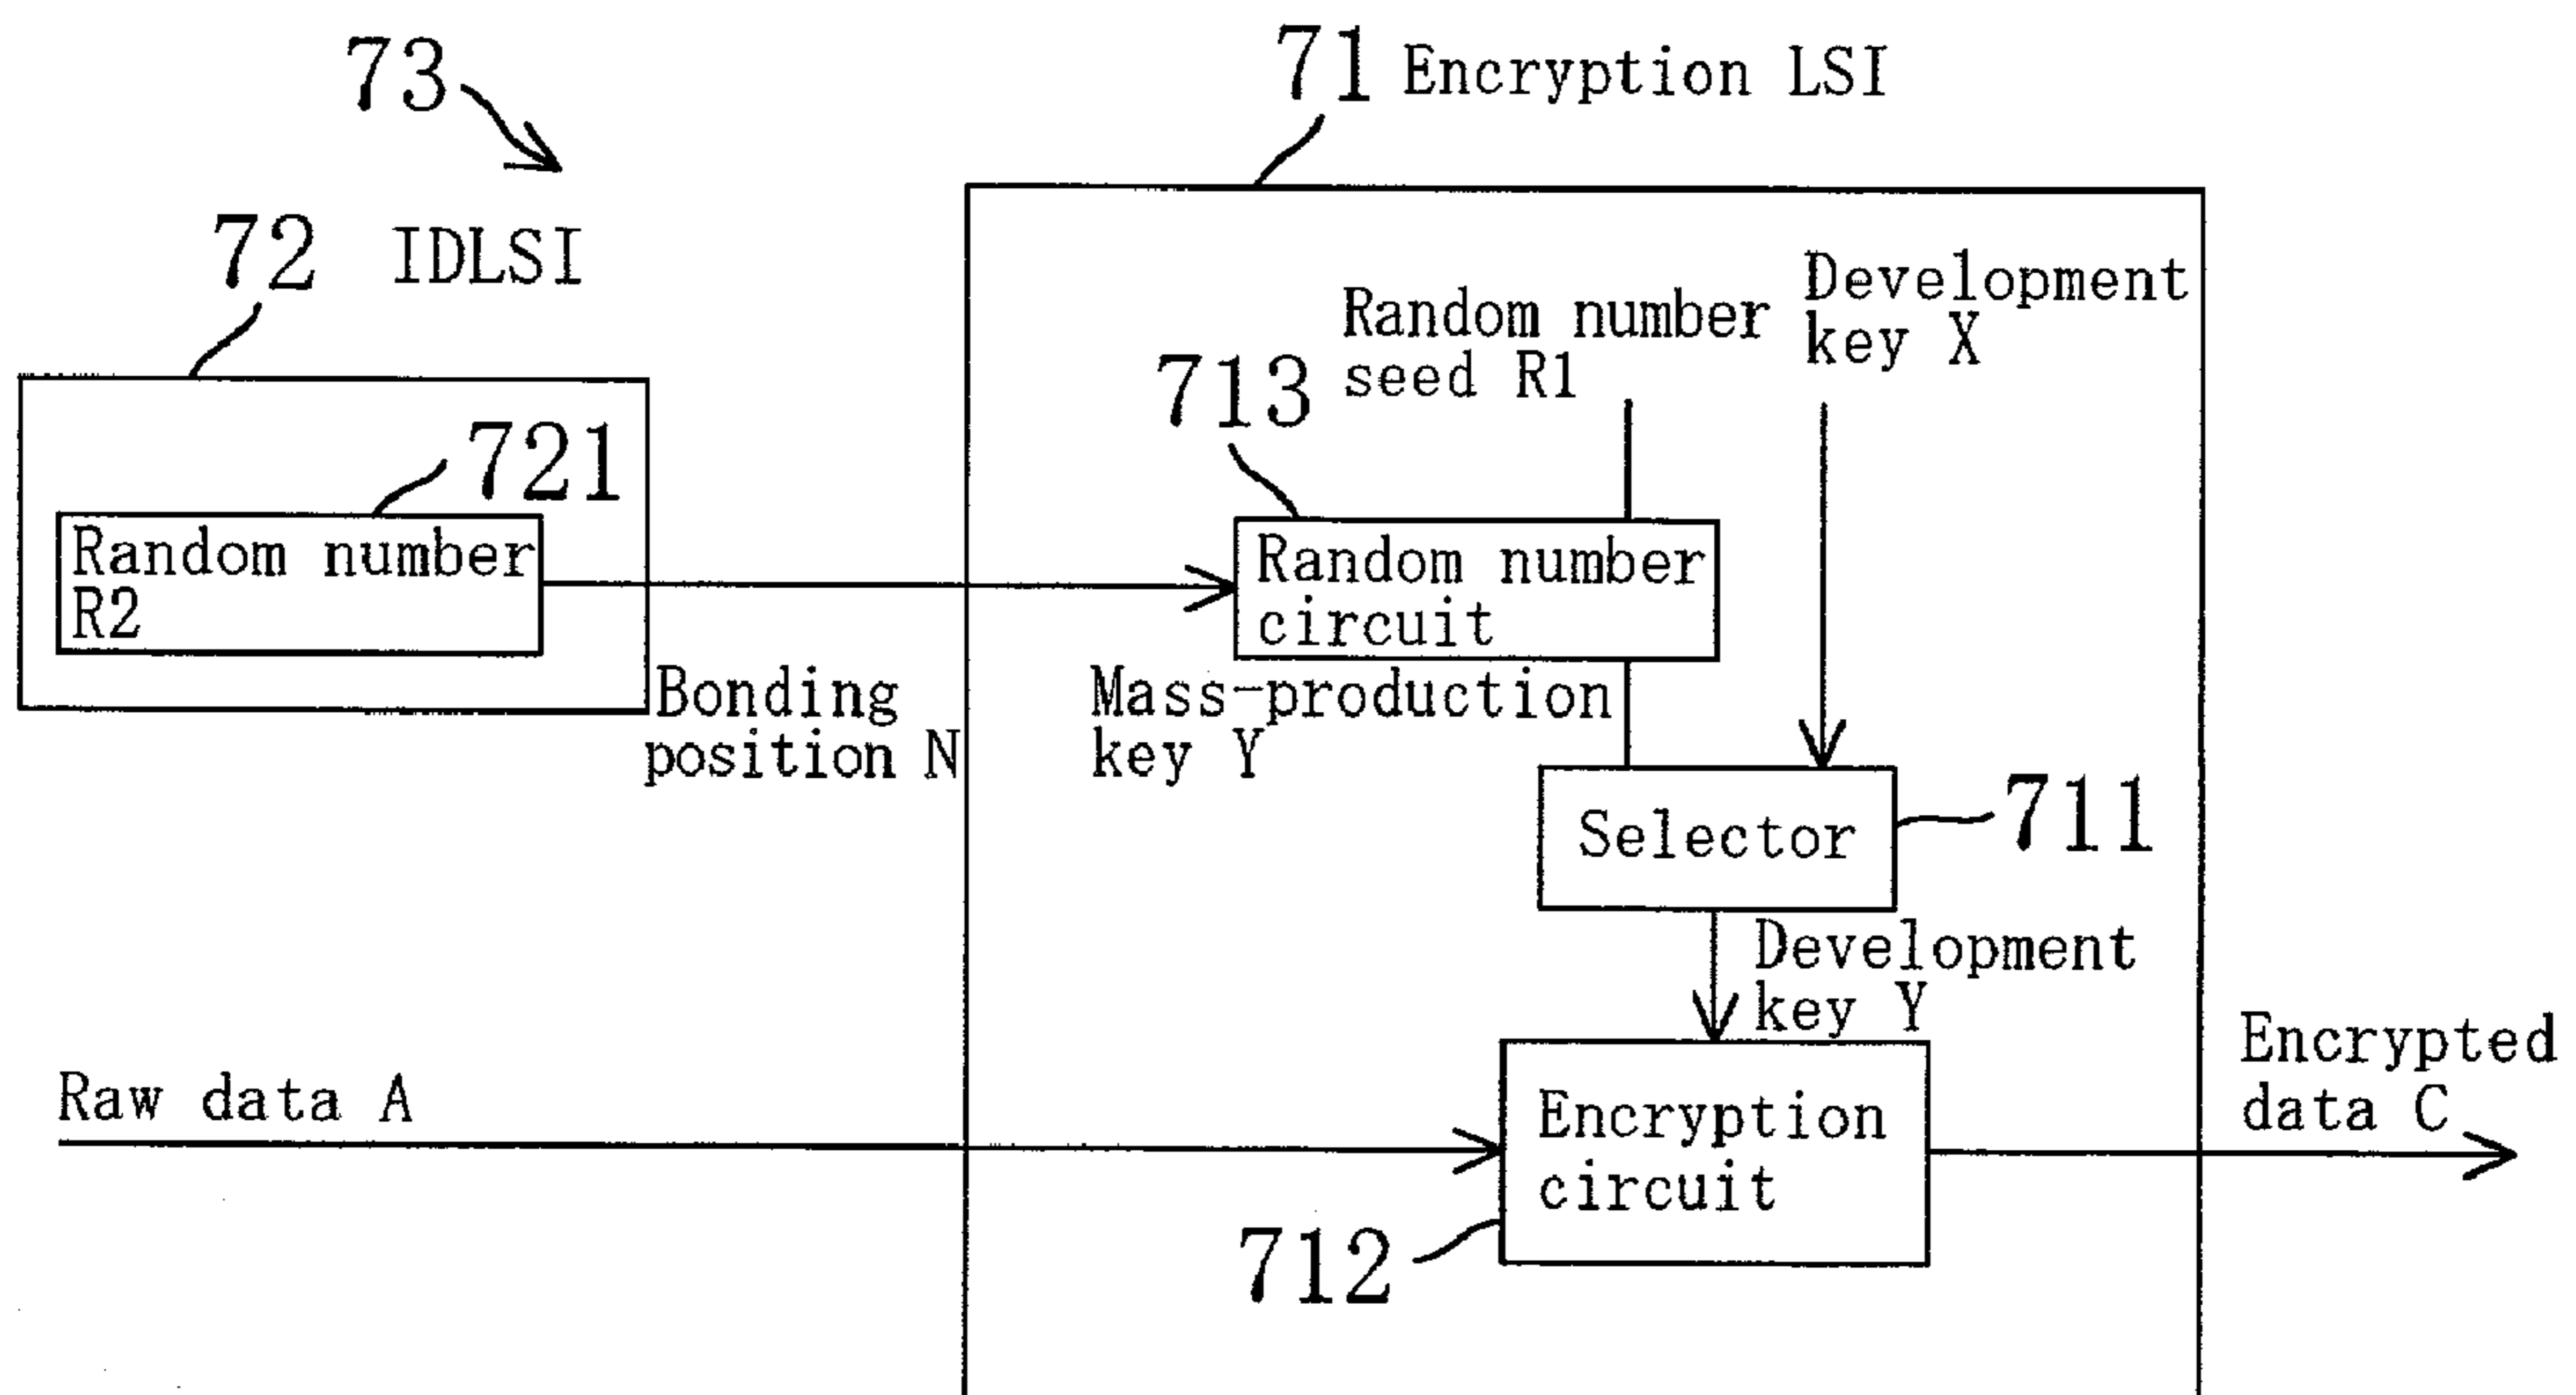 73
71 Encryption LSI
72 IDLSI
Development
key X
Random number
seed R1
713
721
Random number
R2
Random number
circuit
Bonding
position N
Mass-production
key Y
Selector
711
Development
key Y
Raw data A
Encryption
circuit
Encrypted
data C
712